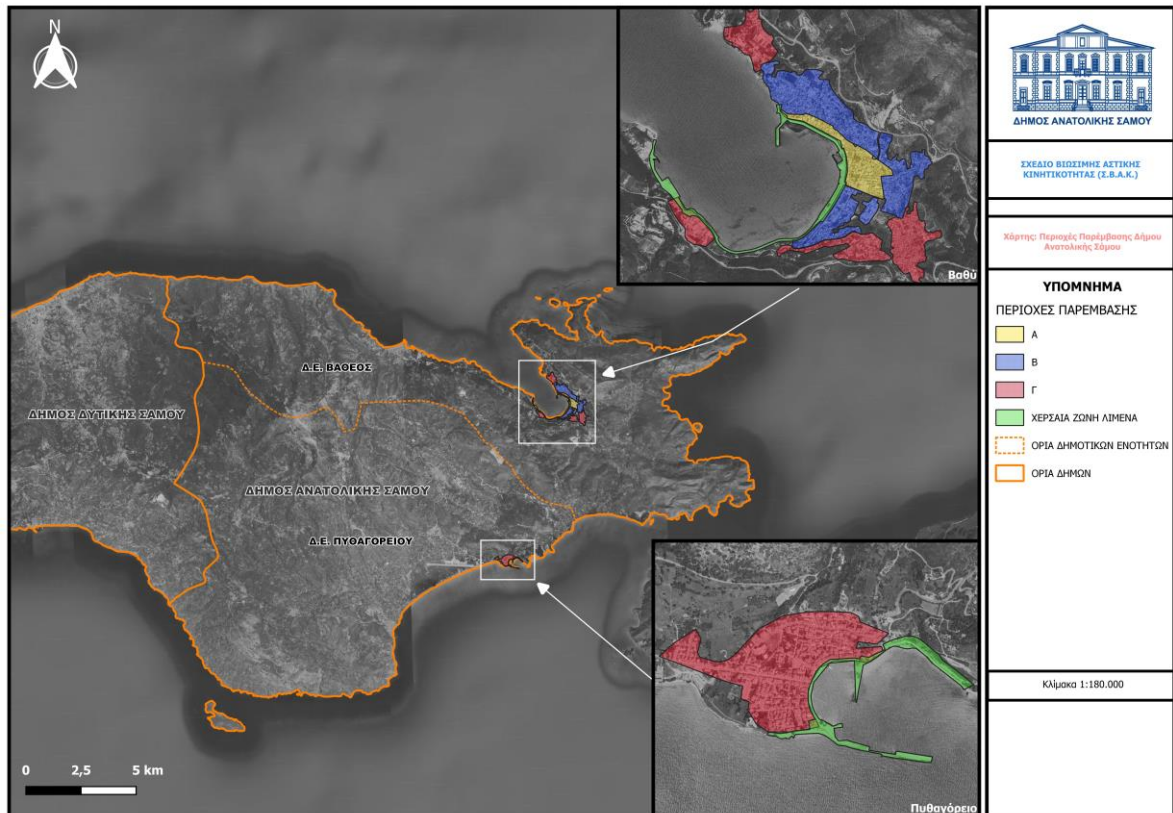 N
Βαθύ
Δ.Ε. ΒΑΘΕΟΣ
ΔΗΜΟΣ ΔΥΤΙΚΗΣ ΣΑΜΟΥ
ΔΗΜΟΣ ΑΝΑΤΟΛΙΚΗΣ ΣΑΜΟΥ
Δ.Ε. ΠΥΘΑΓΟΡΕΙΟΥ
0 2,5 5 km
Πυθαγόρειο
ΔΗΜΟΣ ΑΝΑΤΟΛΙΚΗΣ ΣΑΜΟΥ
ΣΧΕΔΙΟ ΒΙΩΣΙΜΗΣ ΑΣΤΙΚΗΣ
ΚΙΝΗΤΙΚΟΤΗΤΑΣ (Σ.Β.Α.Κ.)
Χάρτης: Περιοχές Παρέμβασης Δήμου
Ανατολικής Σάμου
ΥΠΟΜΝΗΜΑ
ΠΕΡΙΟΧΕΣ ΠΑΡΕΜΒΑΣΗΣ
Α
Β
Γ
ΧΕΡΣΑΙΑ ΖΩΝΗ ΛΙΜΕΝΑ
ΟΡΙΑ ΔΗΜΟΤΙΚΩΝ ΕΝΟΤΗΤΩΝ
ΟΡΙΑ ΔΗΜΩΝ
Κλίμακα 1:180.000